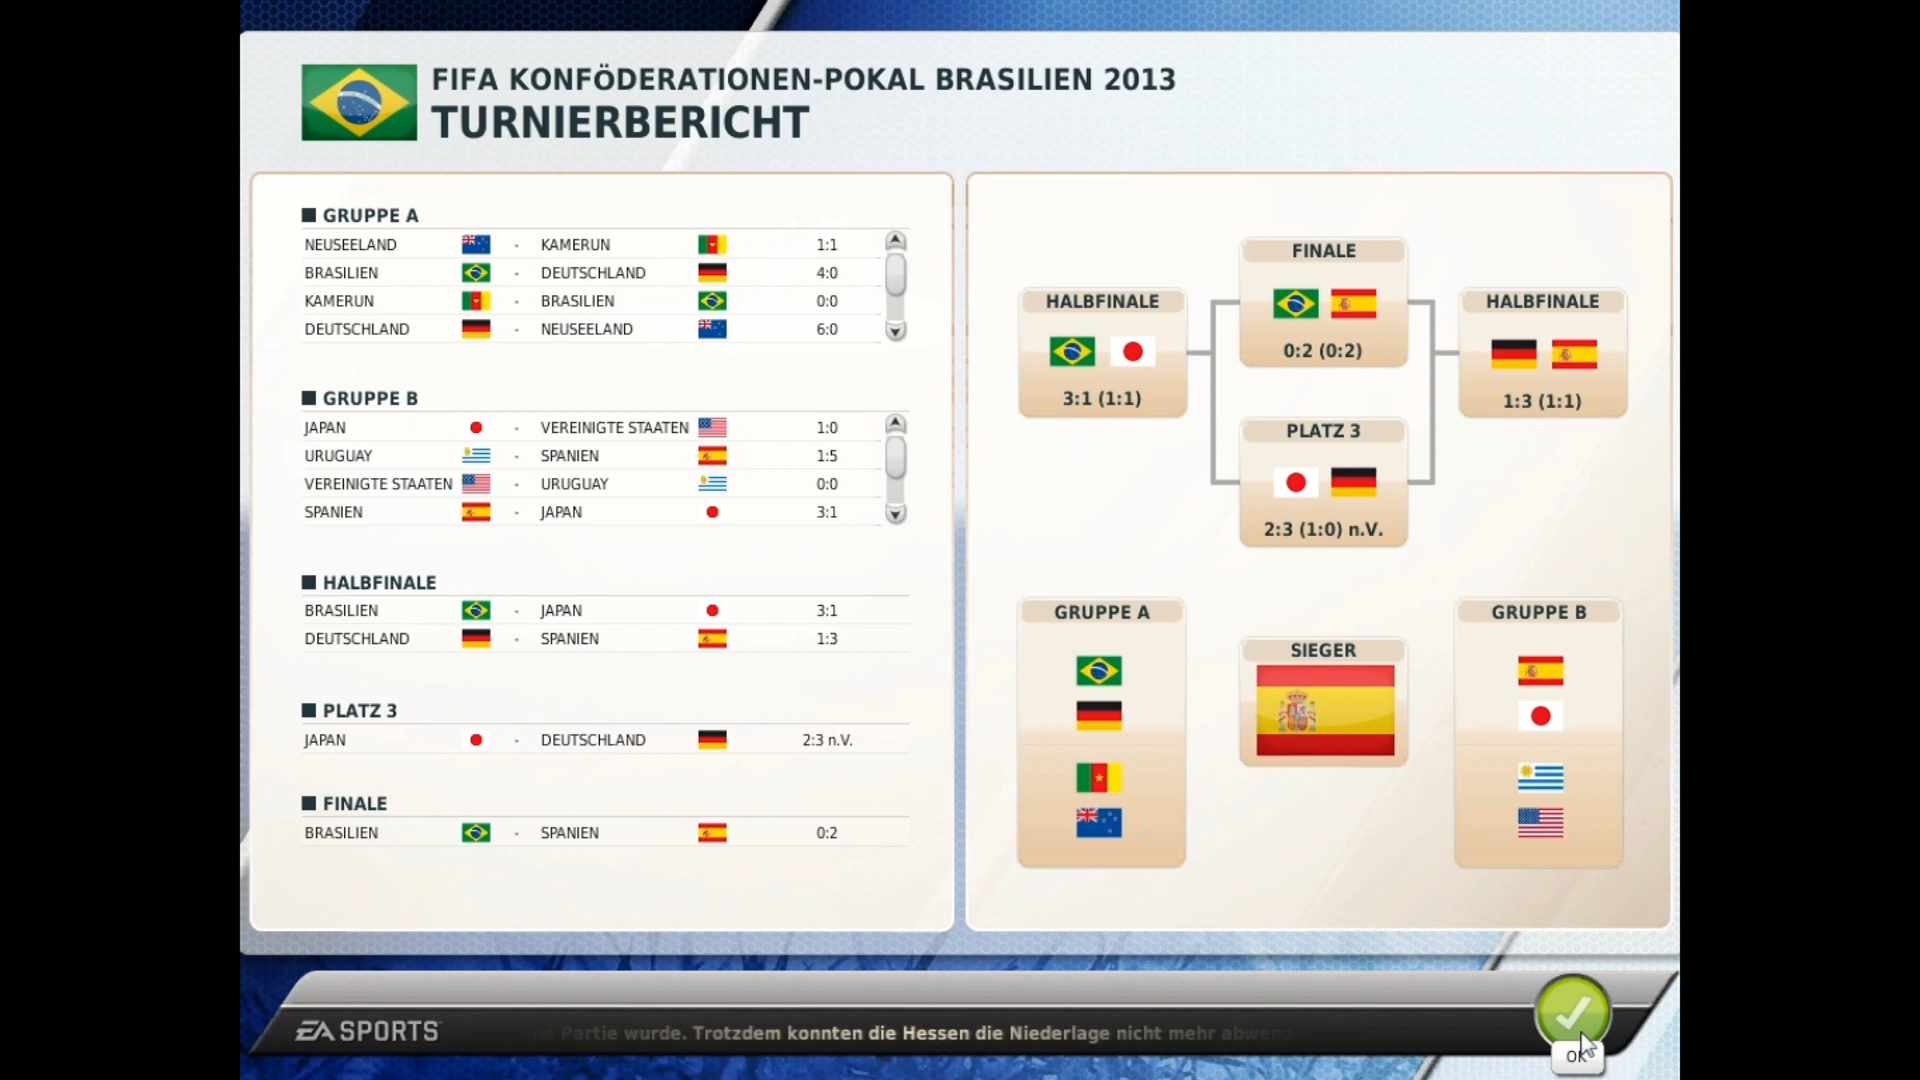 FIFA KONFÖDERATIONEN-POKAL BRASILIEN 2013
TURNIERBERICHT
GRUPPE A
NEUSEELAND - KAMERUN 1:1
BRASILIEN - DEUTSCHLAND 4:0
KAMERUN - BRASILIEN 0:0
DEUTSCHLAND - NEUSEELAND 6:0
GRUPPE B
JAPAN - VEREINIGTE STAATEN 1:0
URUGUAY - SPANIEN 1:5
VEREINIGTE STAATEN - URUGUAY 0:0
SPANIEN - JAPAN 3:1
HALBFINALE
BRASILIEN - JAPAN 3:1
DEUTSCHLAND - SPANIEN 1:3
PLATZ 3
JAPAN - DEUTSCHLAND 2:3 n.V.
FINALE
BRASILIEN - SPANIEN 0:2
FINALE
0:2 (0:2)
HALBFINALE
3:1 (1:1)
HALBFINALE
1:3 (1:1)
PLATZ 3
2:3 (1:0) n.V.
GRUPPE A
SIEGER
GRUPPE B
EA SPORTS
Partie wurde. Trotzdem konnten die Hessen die Niederlage nicht mehr
OK